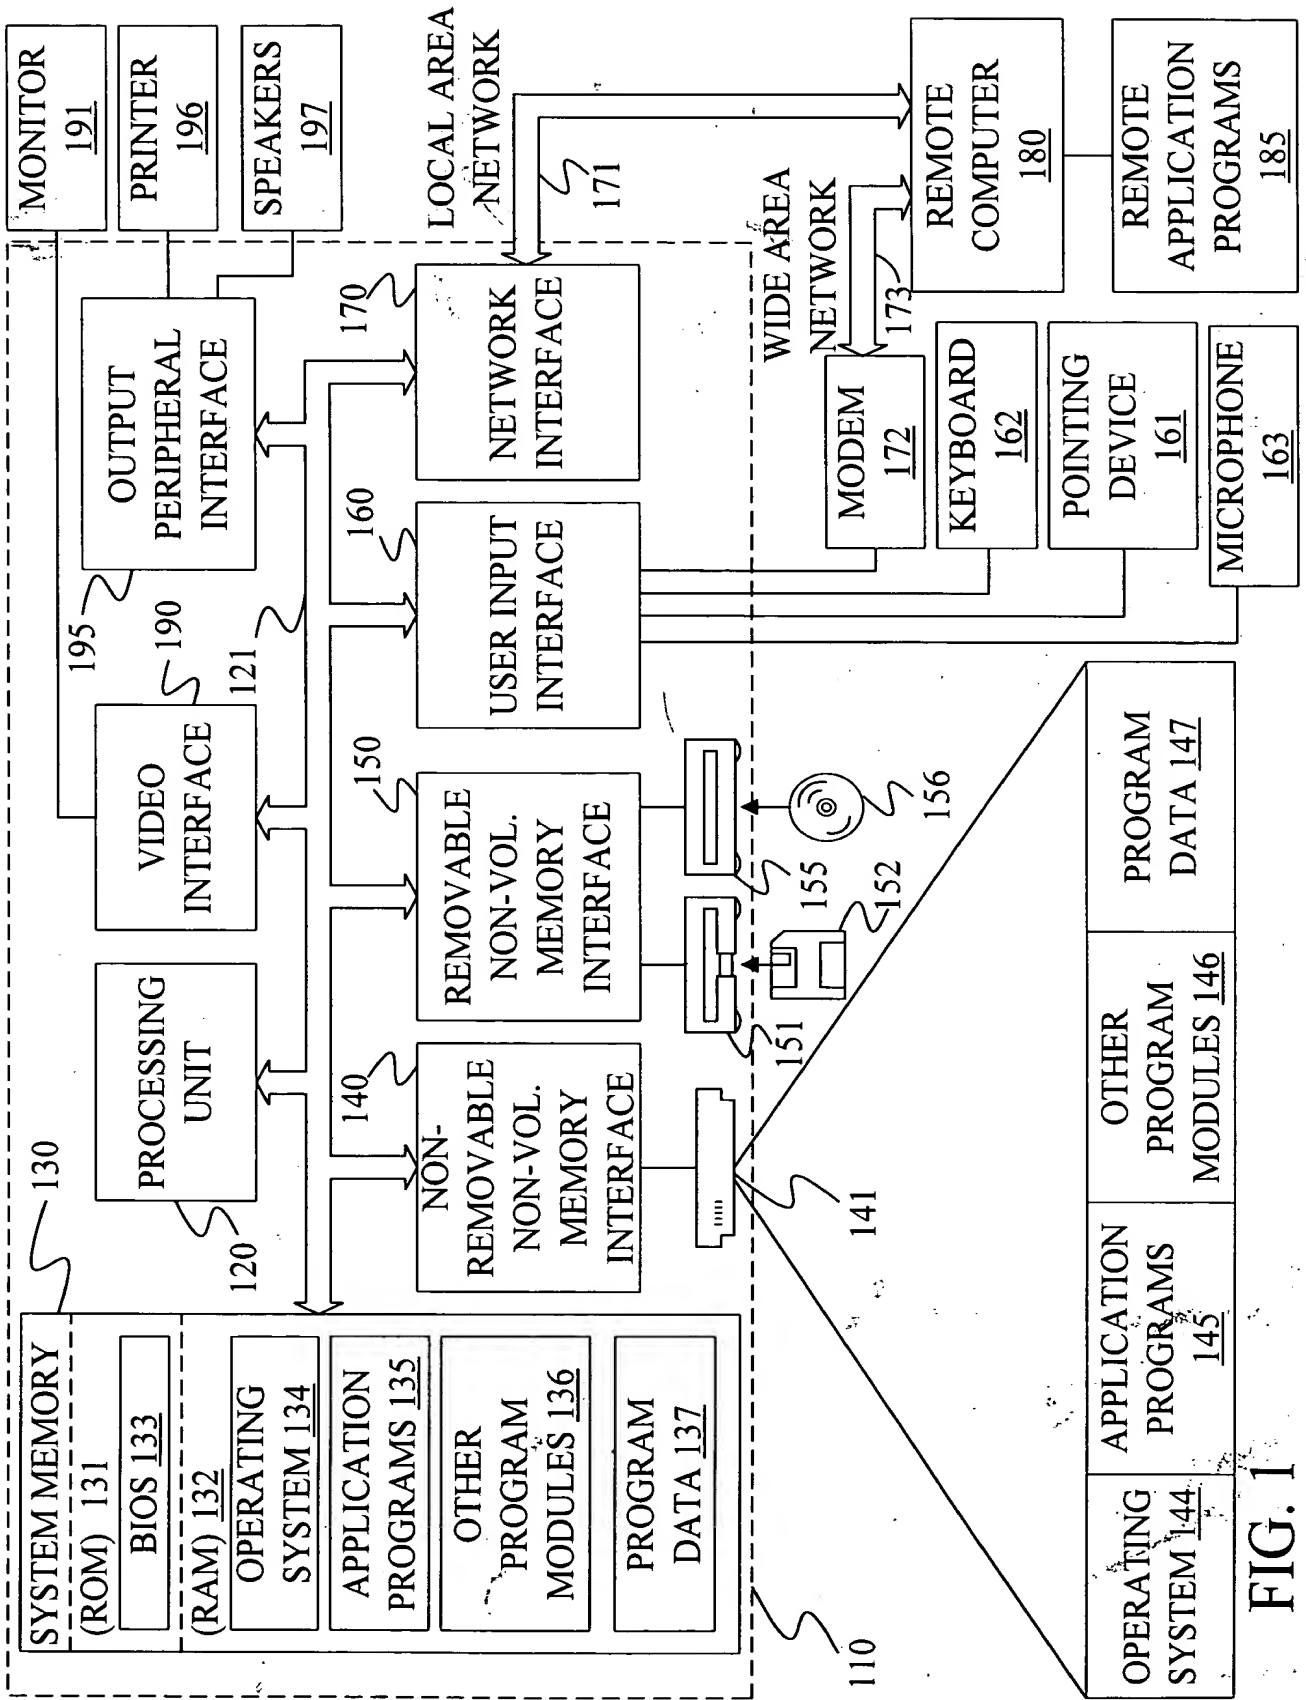 SYSTEM MEMORY
(ROM) 131
BIOS 133
(RAM) 132
OPERATING
SYSTEM 134
APPLICATION
PROGRAMS 135
OTHER
PROGRAM
MODULES 136
PROGRAM
DATA 137
130
PROCESSING
UNIT
120
VIDEO
INTERFACE
190
121
OUTPUT
PERIPHERAL
INTERFACE
195
MONITOR
191
PRINTER
196
SPEAKERS
197
NON-
REMOVABLE
NON-VOL.
MEMORY
INTERFACE
140
REMOVABLE
NON-VOL.
MEMORY
INTERFACE
150
USER INPUT
INTERFACE
160
NETWORK
INTERFACE
170
LOCAL AREA
NETWORK
171
WIDE AREA
NETWORK
173
110
141
151
152
155
156
MODEM
172
KEYBOARD
162
POINTING
DEVICE
161
MICROPHONE
163
REMOTE
COMPUTER
180
REMOTE
APPLICATION
PROGRAMS
185
OPERATING
SYSTEM 144
APPLICATION
PROGRAMS
145
OTHER
PROGRAM
MODULES 146
PROGRAM
DATA 147
FIG. 1